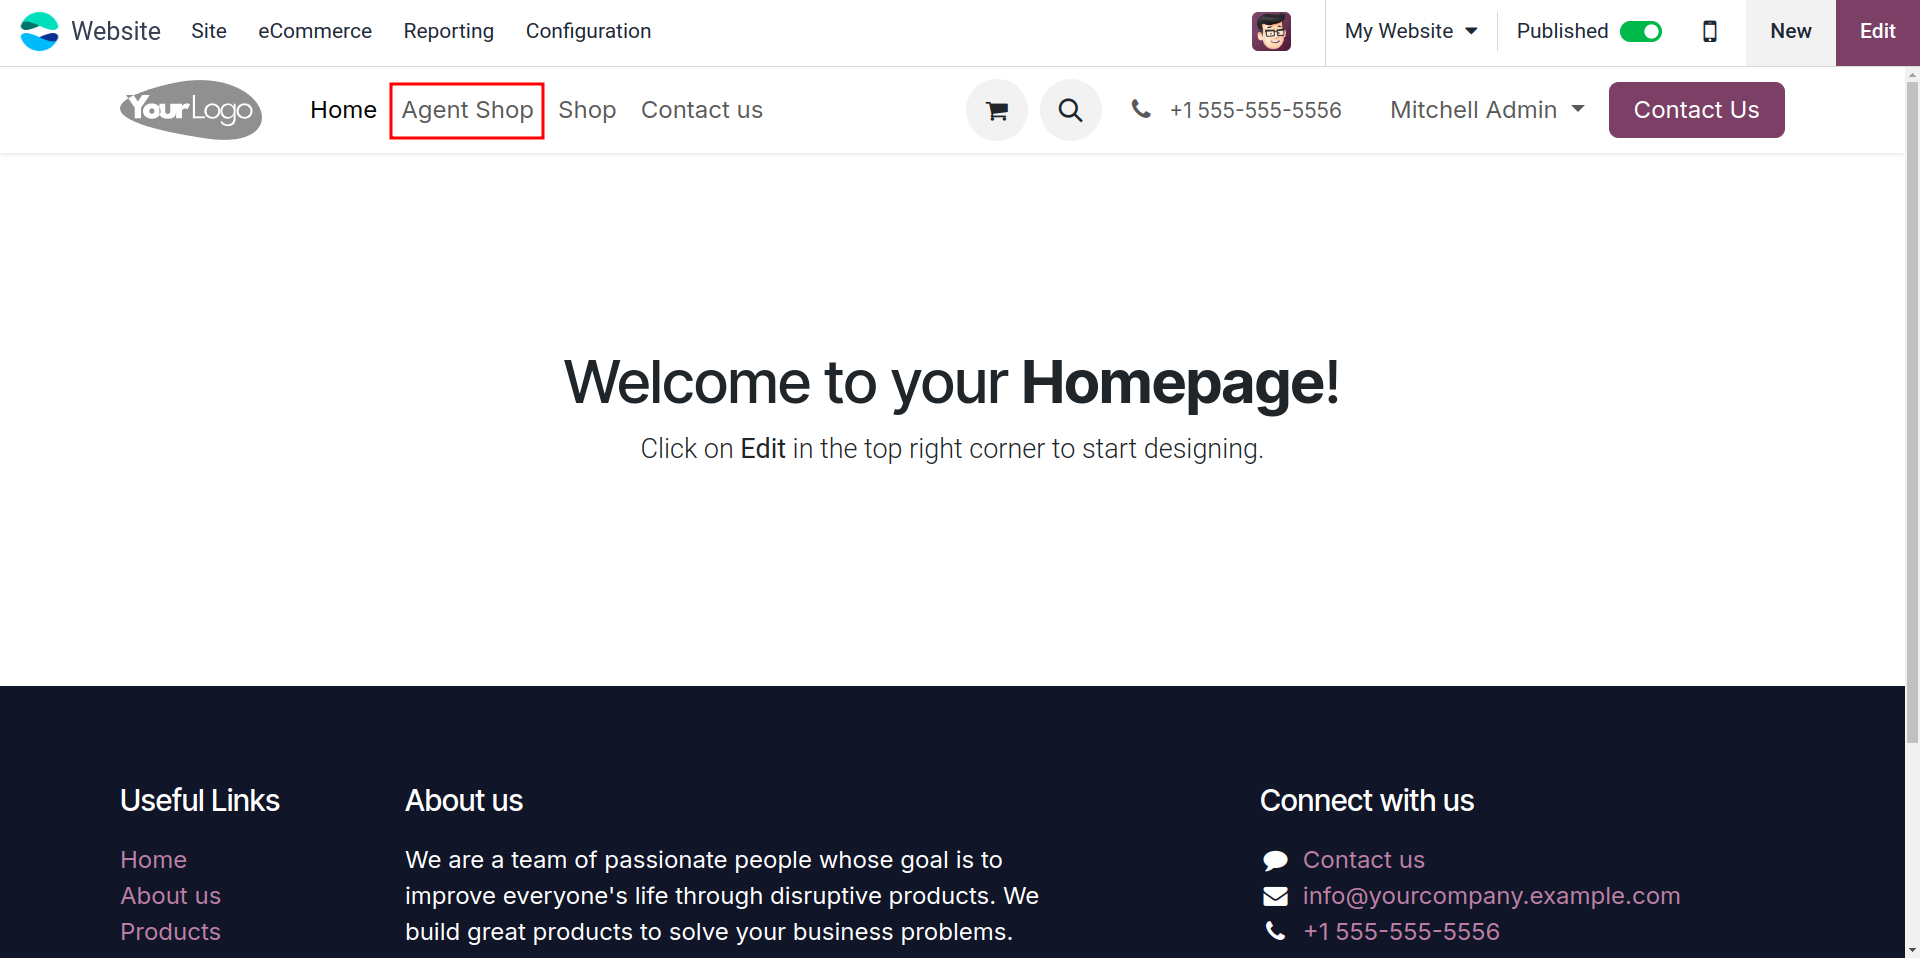 Website Site eCommerce Reporting Configuration My Website Published New Edit
YourLogo Home Agent Shop Shop Contact us +1 555-555-5556 Mitchell Admin Contact Us
Welcome to your Homepage!
Click on Edit in the top right corner to start designing.
Useful Links
Home
About us
Products
About us
We are a team of passionate people whose goal is to
improve everyone's life through disruptive products. We
build great products to solve your business problems.
Connect with us
Contact us
info@yourcompany.example.com
+1 555-555-5556